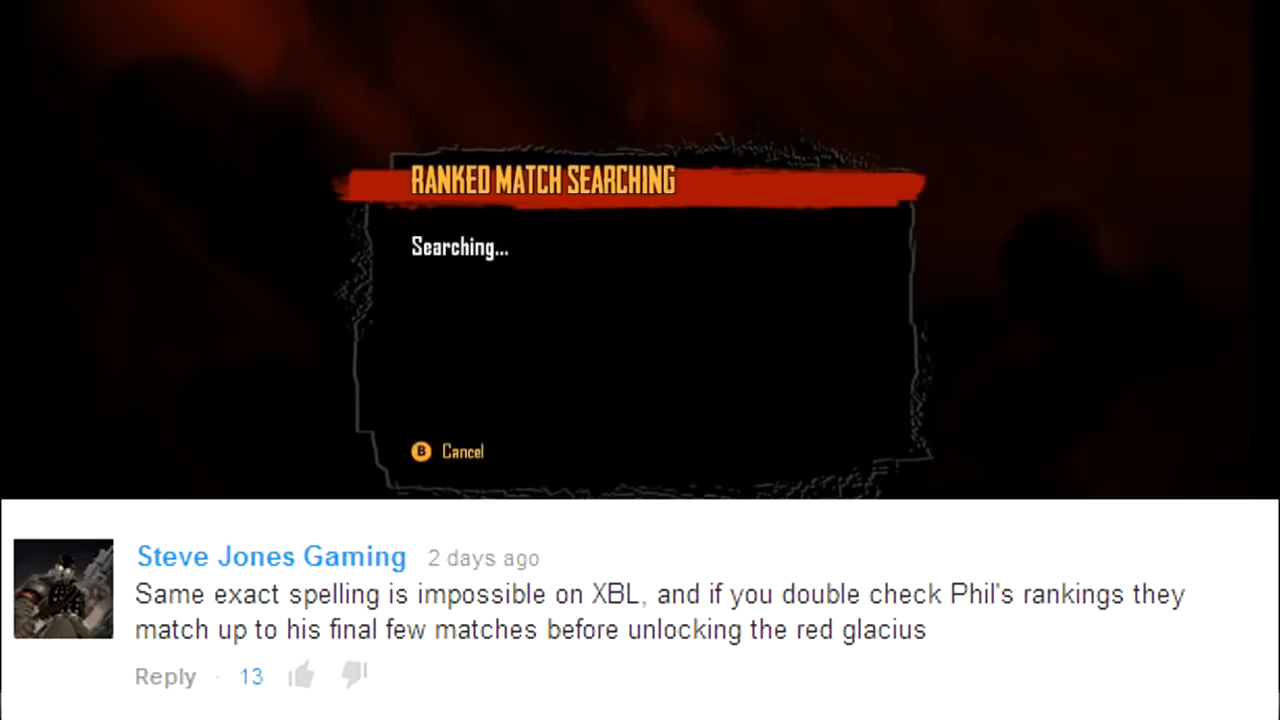 RANKED MATCH SEARCHING
Searching...
B Cancel
Steve Jones Gaming 2 days ago
Same exact spelling is impossible on XBL, and if you double check Phil's rankings they
match up to his final few matches before unlocking the red glacius
Reply · 13